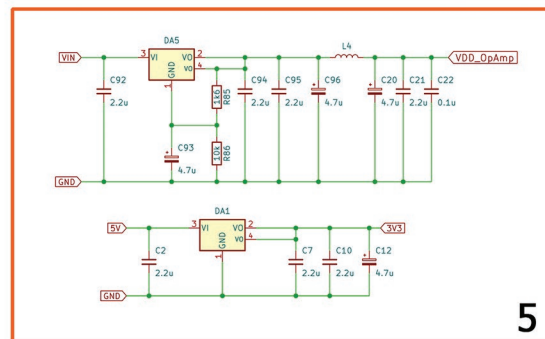 DA5
VIN
3
VI
VO
2
VO
4
GND
1
L4
VDD_OpAmp
C92
2.2u
1k6
R85
C94
2.2u
C95
2.2u
C96
4.7u
C20
4.7u
C21
2.2u
C22
0.1u
C93
4.7u
10k
R86
GND
DA1
5V
3
VI
VO
2
VO
4
GND
1
3V3
C2
2.2u
C7
2.2u
C10
2.2u
C12
4.7u
GND
5